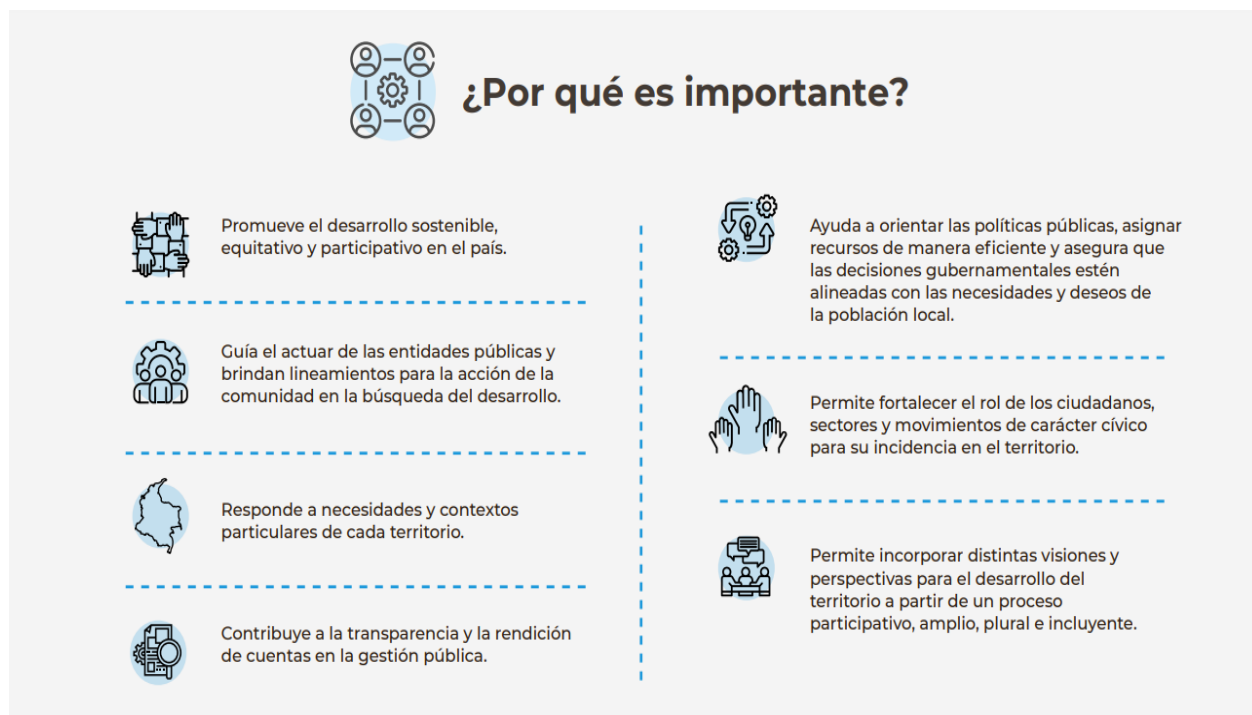 ¿Por qué es importante?
Promueve el desarrollo sostenible,
equitativo y participativo en el país.
Guía el actuar de las entidades públicas y
brindan lineamientos para la acción de la
comunidad en la búsqueda del desarrollo.
Responde a necesidades y contextos
particulares de cada territorio.
Contribuye a la transparencia y la rendición
de cuentas en la gestión pública.
Ayuda a orientar las políticas públicas, asignar
recursos de manera eficiente y asegura que
las decisiones gubernamentales estén
alineadas con las necesidades y deseos de
la población local.
Permite fortalecer el rol de los ciudadanos,
sectores y movimientos de carácter cívico
para su incidencia en el territorio.
Permite incorporar distintas visiones y
perspectivas para el desarrollo del
territorio a partir de un proceso
participativo, amplio, plural e incluyente.